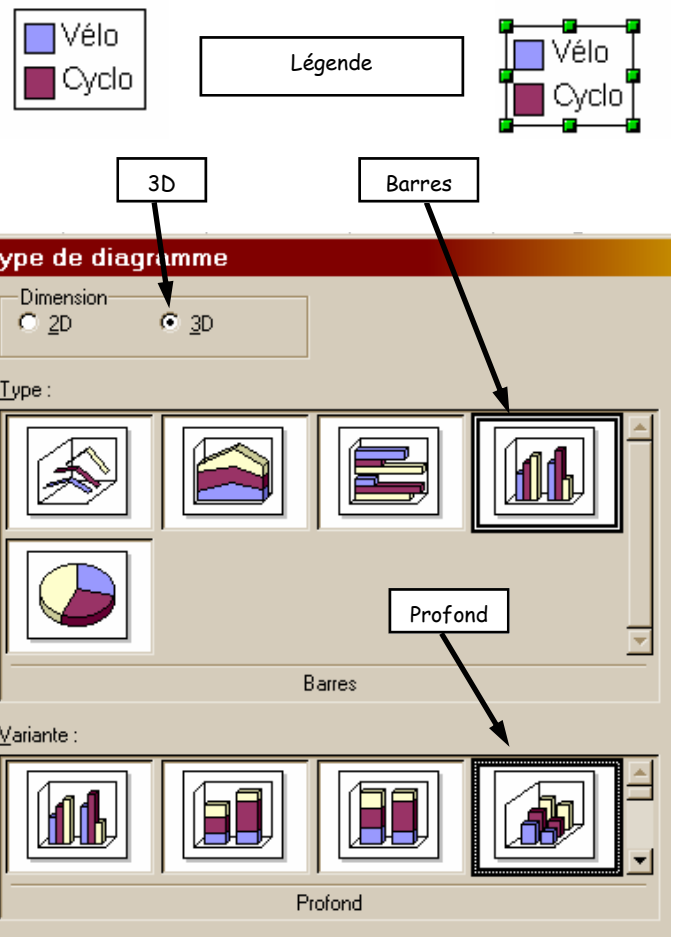 Vélo
Cyclo
Légende
Vélo
Cyclo
3D
Barres
ype de diagramme
Dimension
2D
3D
Type :
Profond
Barres
Variante :
Profond